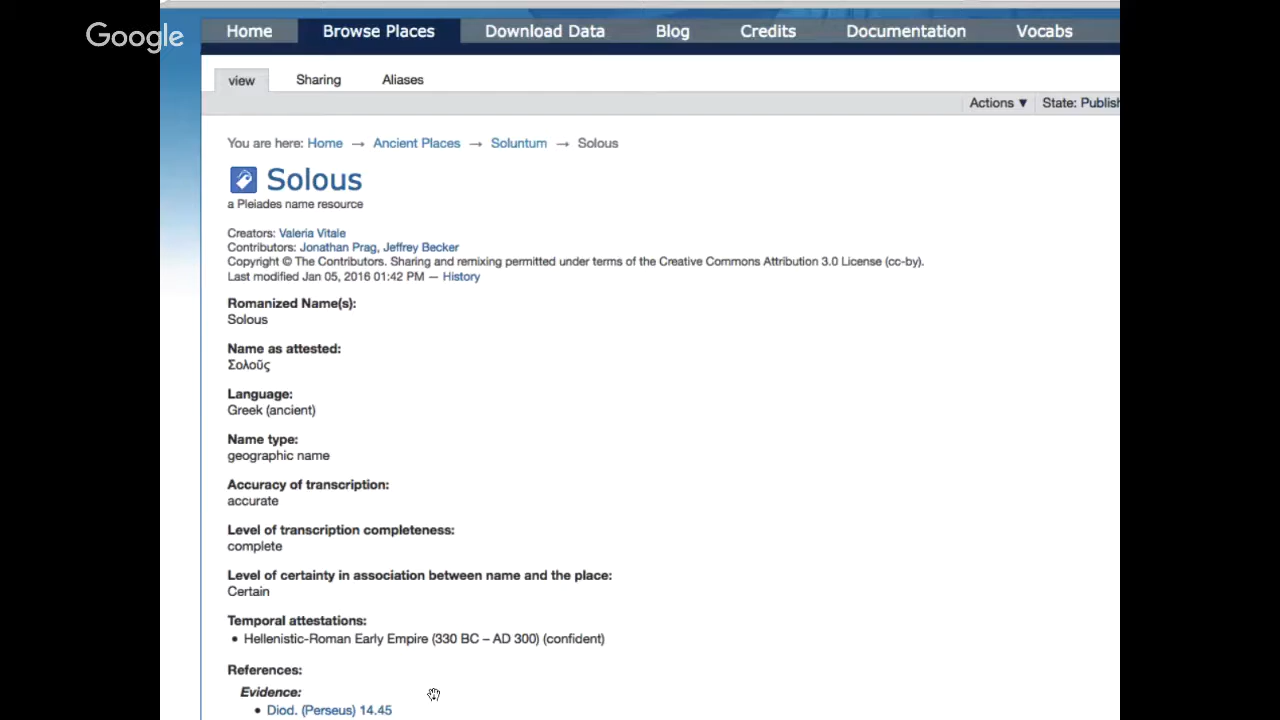 Google
Home Browse Places Download Data Blog Credits Documentation Vocabs
view Sharing Aliases
Actions ▼ State: Publish
You are here: Home → Ancient Places → Soluntum → Solous
Solous
a Pleiades name resource
Creators: Valeria Vitale
Contributors: Jonathan Prag, Jeffrey Becker
Copyright © The Contributors. Sharing and remixing permitted under terms of the Creative Commons Attribution 3.0 License (cc-by).
Last modified Jan 05, 2016 01:42 PM — History
Romanized Name(s):
Solous
Name as attested:
Σολοῦς
Language:
Greek (ancient)
Name type:
geographic name
Accuracy of transcription:
accurate
Level of transcription completeness:
complete
Level of certainty in association between name and the place:
Certain
Temporal attestations:
• Hellenistic-Roman Early Empire (330 BC – AD 300) (confident)
References:
Evidence:
• Diod. (Perseus) 14.45